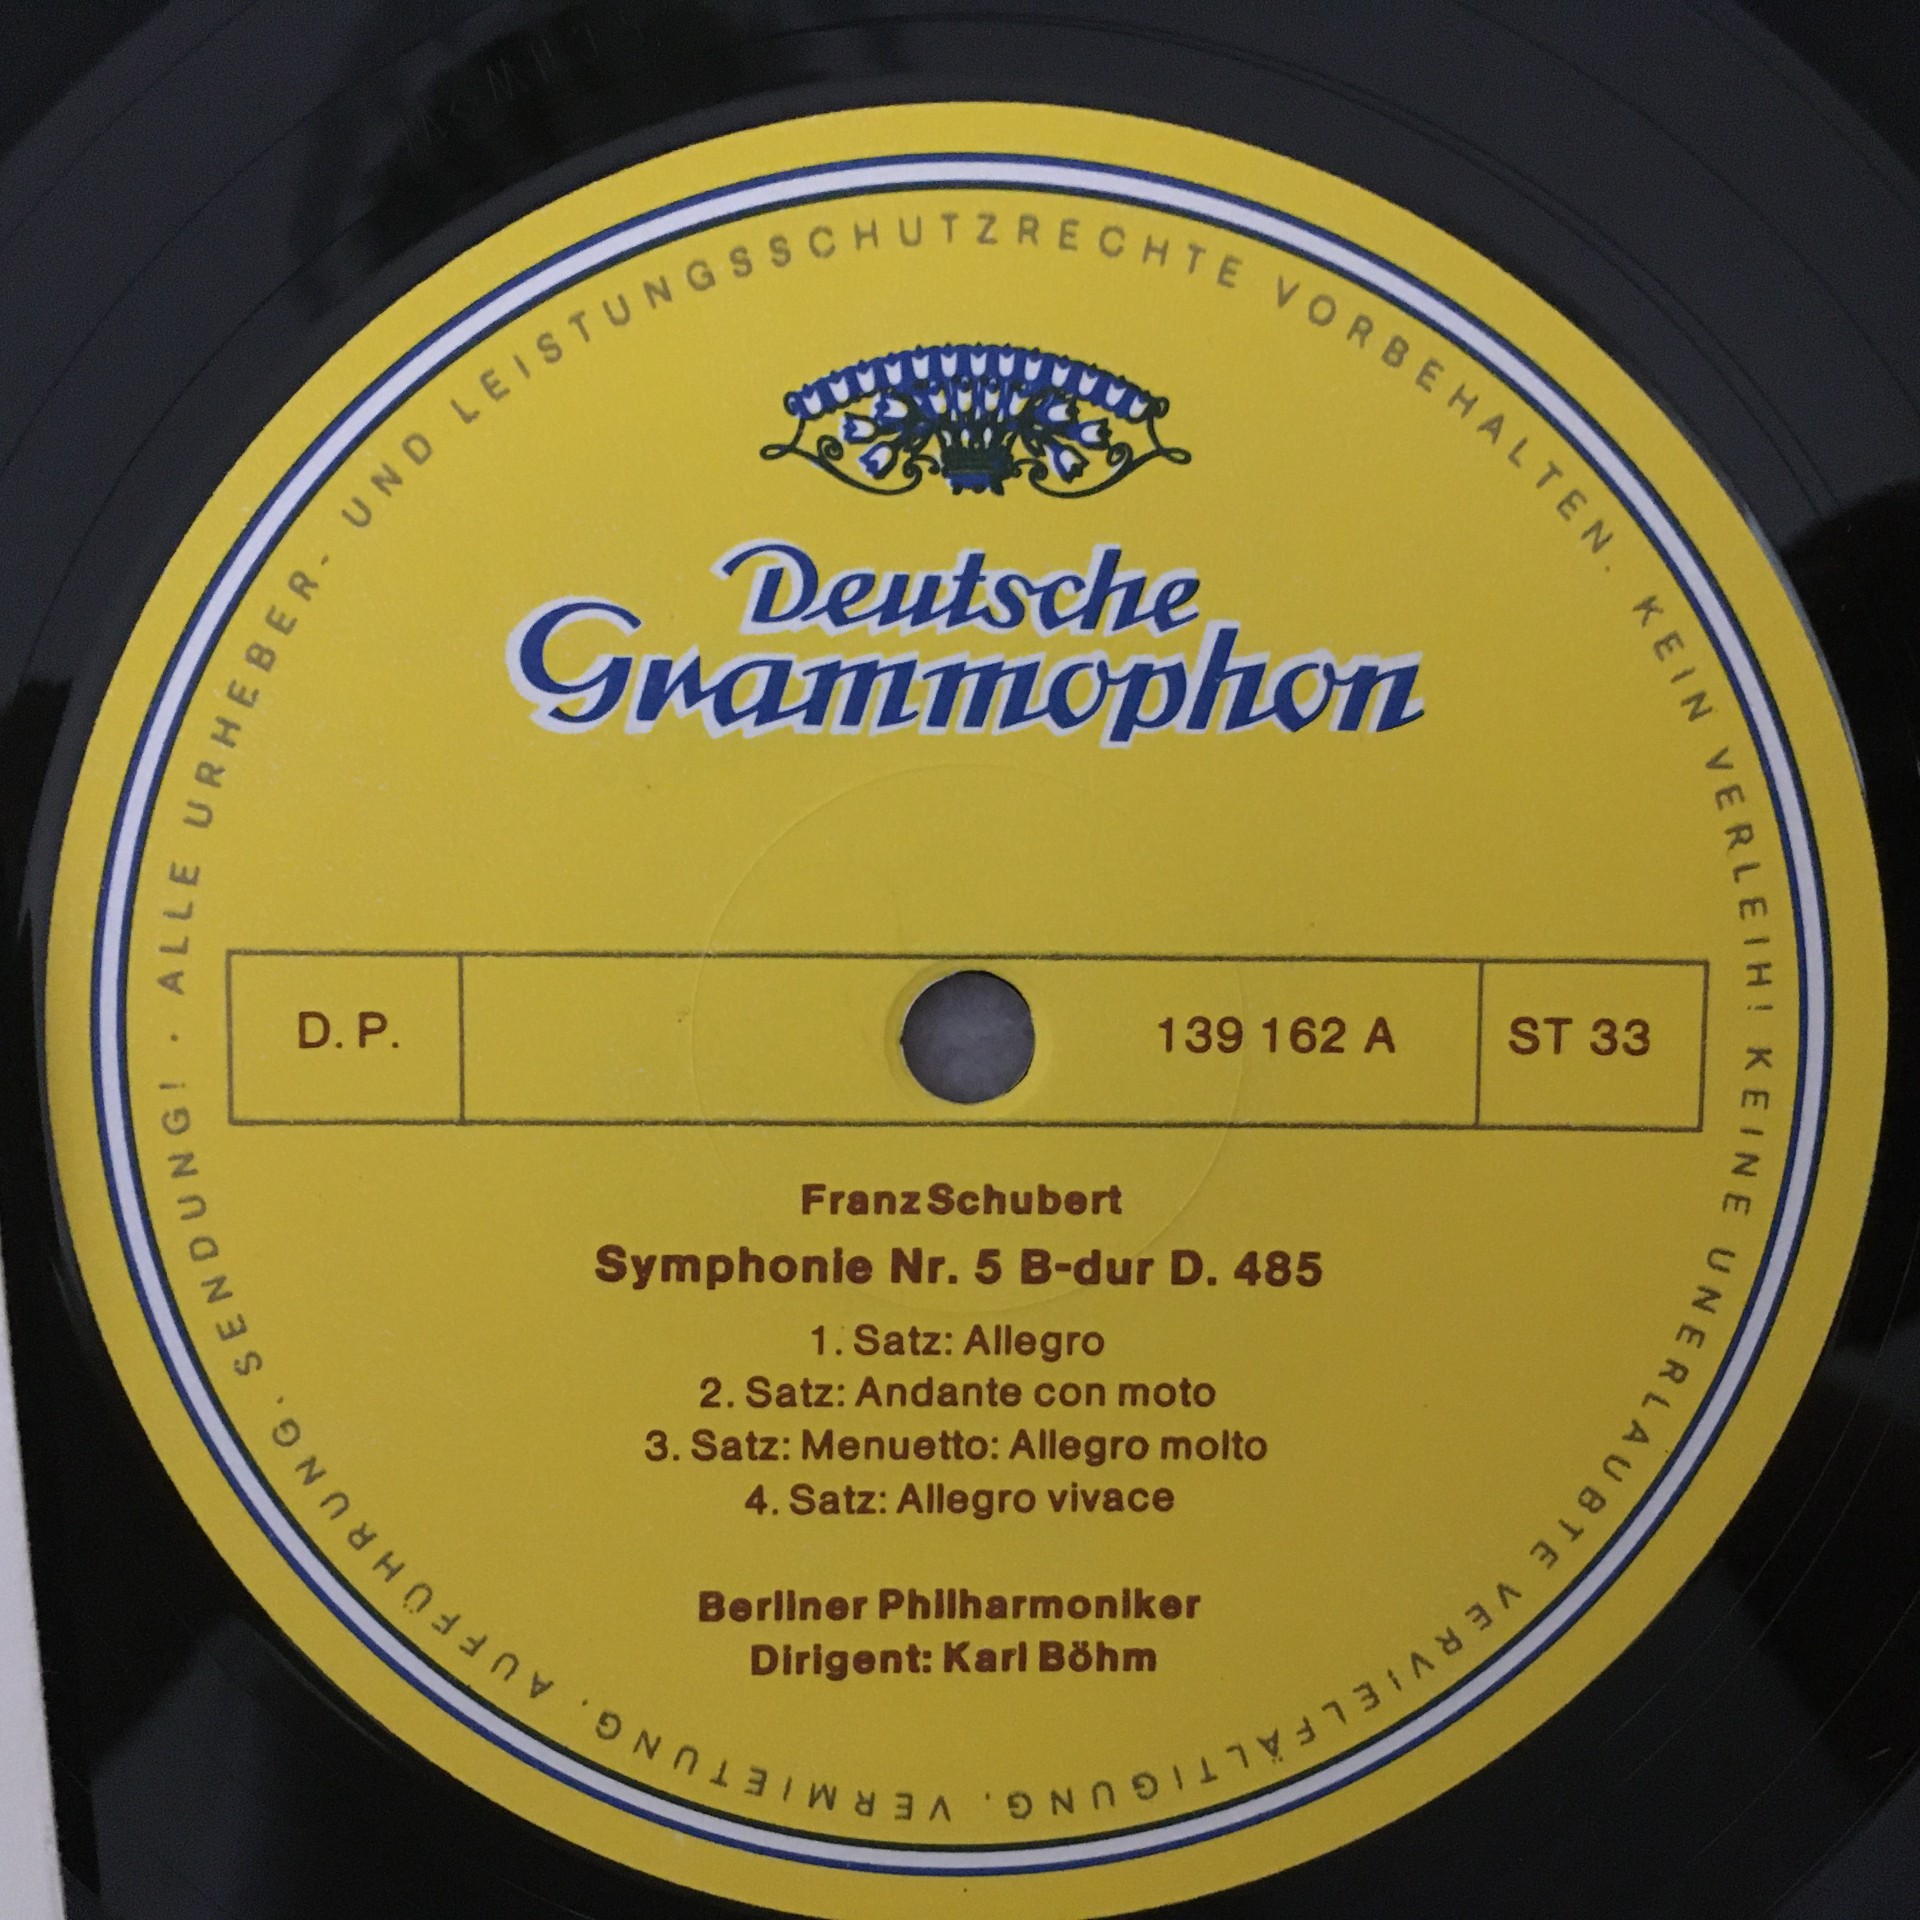 ALLE URHEBER- UND LEISTUNGSSCHUTZRECHTE VORBEHALTEN. KEIN VERLEIH! KEINE UNERLAUBTE VERVIELFÄLTIGUNG, VERMIETUNG, AUFFÜHRUNG, SENDUNG! ·
Deutsche
Grammophon
D. P.
139 162 A
ST 33
Franz Schubert
Symphonie Nr. 5 B-dur D. 485
1. Satz: Allegro
2. Satz: Andante con moto
3. Satz: Menuetto: Allegro molto
4. Satz: Allegro vivace
Berliner Philharmoniker
Dirigent: Karl Böhm